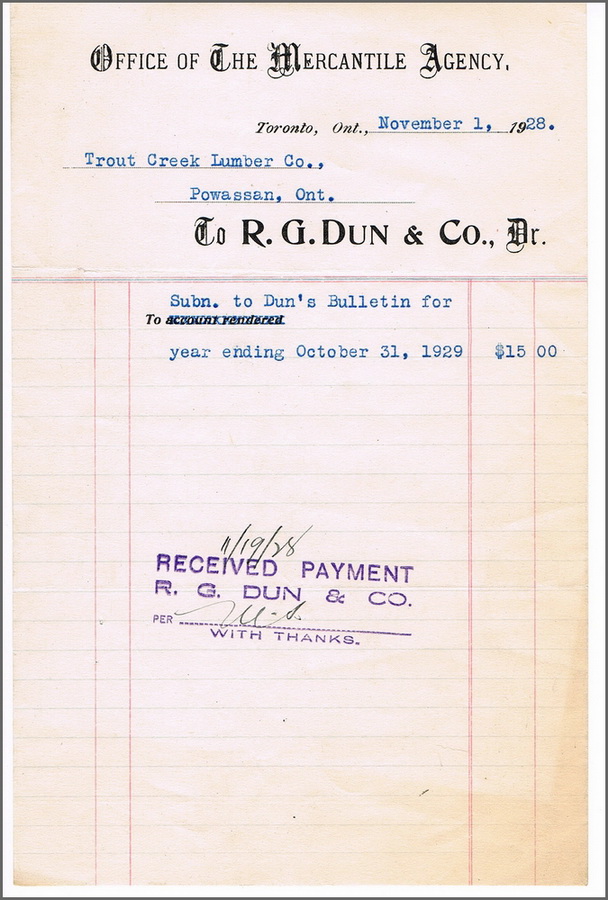 Office of The Mercantile Agency.
Toronto, Ont., November 1, 1928.
Trout Creek Lumber Co.,
Powassan, Ont.
To R. G. Dun & Co., Dr.
Subn. to Dun's Bulletin for
To account rendered
year ending October 31, 1929 $15 00
11/19/28
RECEIVED PAYMENT
R. G. DUN & CO.
PER
WITH THANKS.